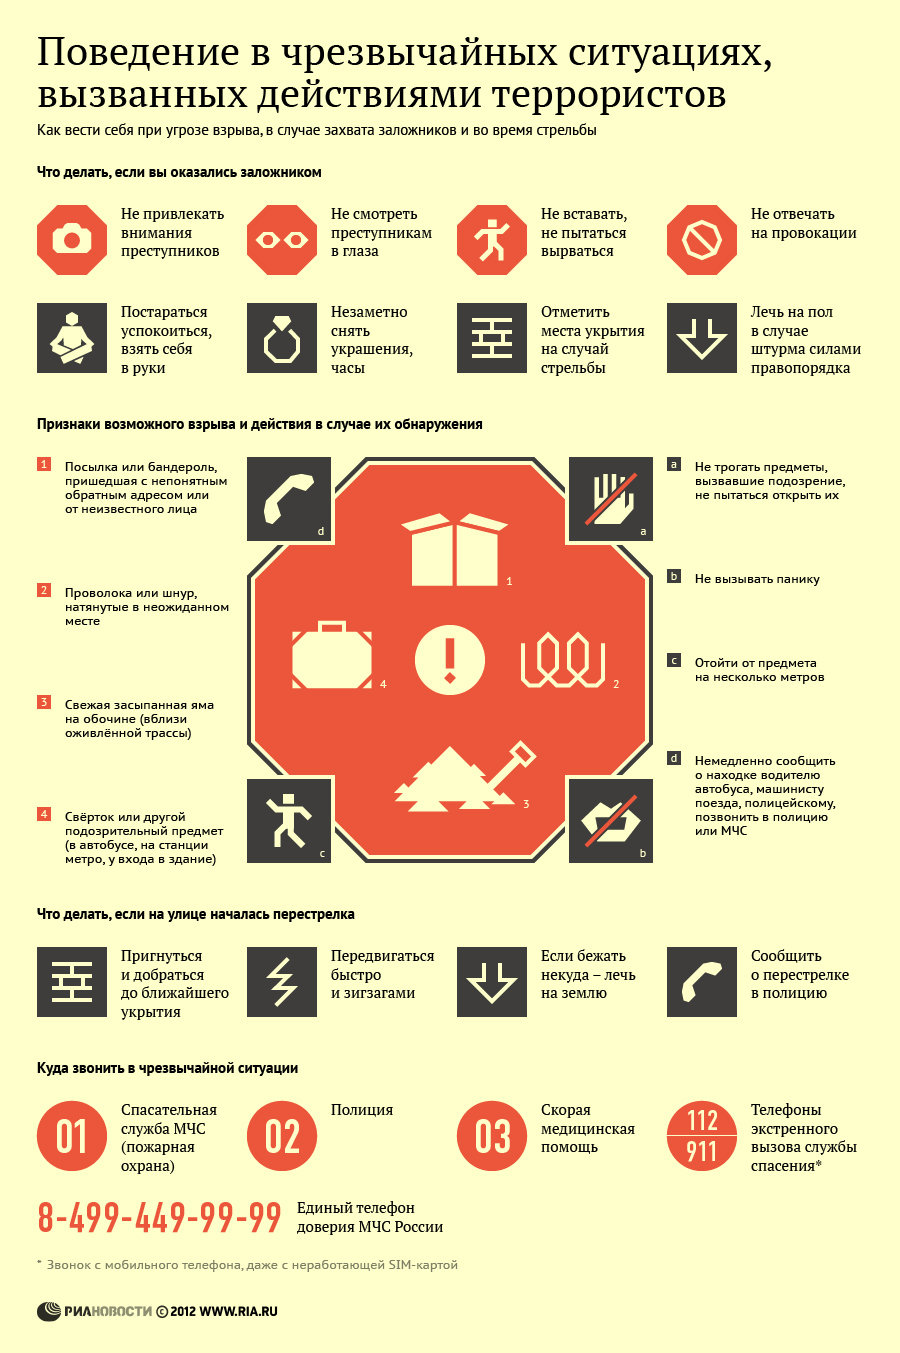 Поведение в чрезвычайных ситуациях,
вызванных действиями террористов
Как вести себя при угрозе взрыва, в случае захвата заложников и во время стрельбы
Что делать, если вы оказались заложником
Не привлекать
внимания
преступников
Не смотреть
преступникам
в глаза
Не вставать,
не пытаться
вырваться
Не отвечать
на провокации
Постараться
успокоиться,
взять себя
в руки
Незаметно
снять
украшения,
часы
Отметить
места укрытия
на случай
стрельбы
Лечь на пол
в случае
штурма силами
правопорядка
Признаки возможного взрыва и действия в случае их обнаружения
1
Посылка или бандероль,
пришедшая с непонятным
обратным адресом или
от неизвестного лица
2
Проволока или шнур,
натянутые в неожиданном
месте
3
Свежая засыпанная яма
на обочине (вблизи
оживлённой трассы)
4
Свёрток или другой
подозрительный предмет
(в автобусе, на станции
метро, у входа в здание)
d
a
1
4
!
2
3
c
b
a
Не трогать предметы,
вызвавшие подозрение,
не пытаться открыть их
b
Не вызывать панику
c
Отойти от предмета
на несколько метров
d
Немедленно сообщить
о находке водителю
автобуса, машинисту
поезда, полицейскому,
позвонить в полицию
или МЧС
Что делать, если на улице началась перестрелка
Пригнуться
и добраться
до ближайшего
укрытия
Передвигаться
быстро
и зигзагами
Если бежать
некуда – лечь
на землю
Сообщить
о перестрелке
в полицию
Куда звонить в чрезвычайной ситуации
01
Спасательная
служба МЧС
(пожарная
охрана)
02
Полиция
03
Скорая
медицинская
помощь
112
911
Телефоны
экстренного
вызова службы
спасения*
8-499-449-99-99
Единый телефон
доверия МЧС России
* Звонок с мобильного телефона, даже с неработающей SIM-картой
РИАНОВОСТИ © 2012 WWW.RIA.RU